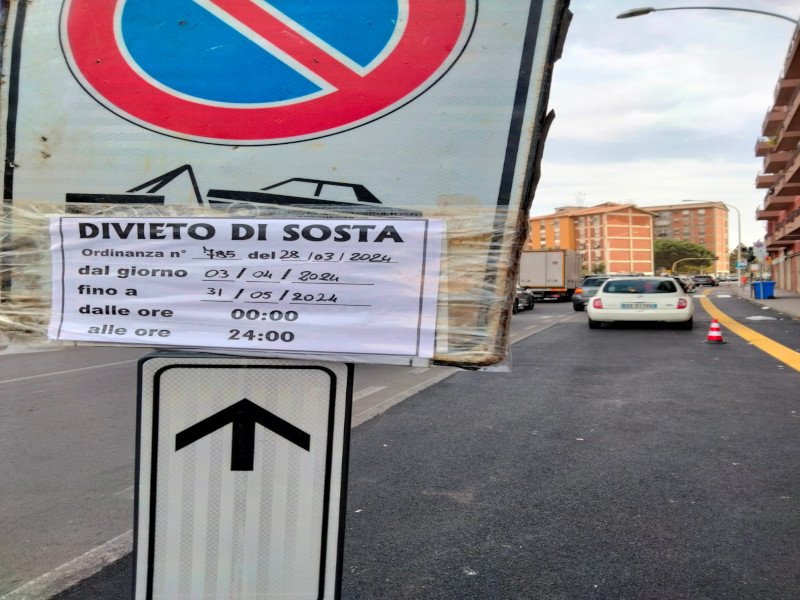 DIVIETO DI SOSTA
Ordinanza n° 785 del 28/03/2024
dal giorno 03/04/2024
fino a 31/05/2024
dalle ore 00:00
alle ore 24:00